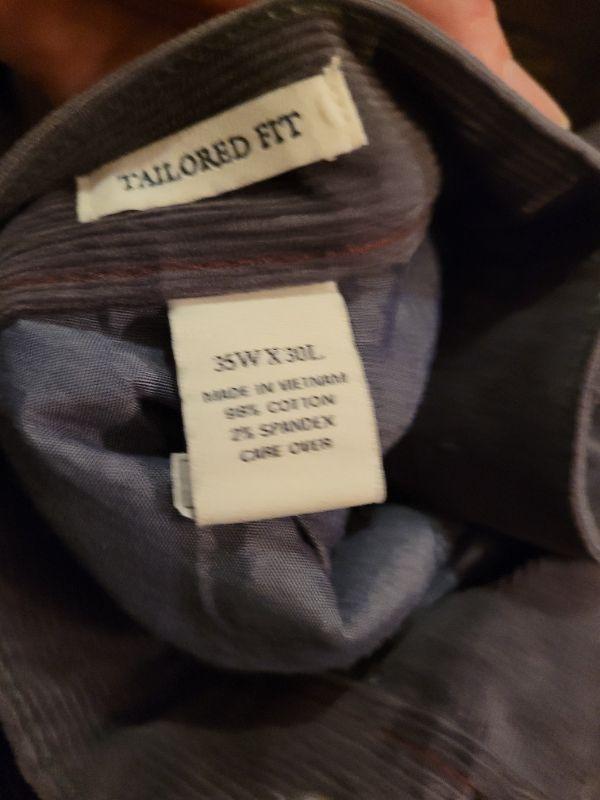 TAILORED FIT
35W X 30L
MADE IN VIETNAM
98% COTTON
2% SPANDEX
CARE OVER